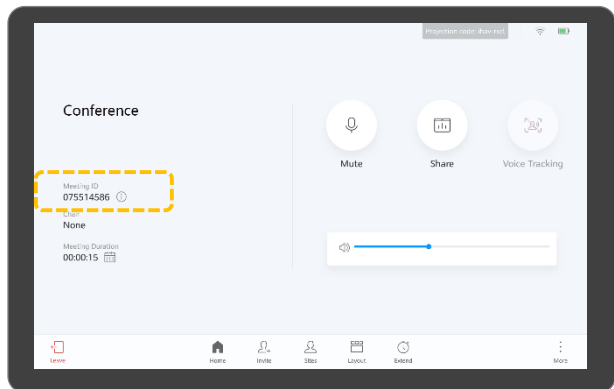 Projection code: ihav-rxzf
Conference
Mute
Share
Voice Tracking
Meeting ID
075514586
Chair
None
Meeting Duration
00:00:15
Leave
Home
Invite
Sites
Layout
Extend
More